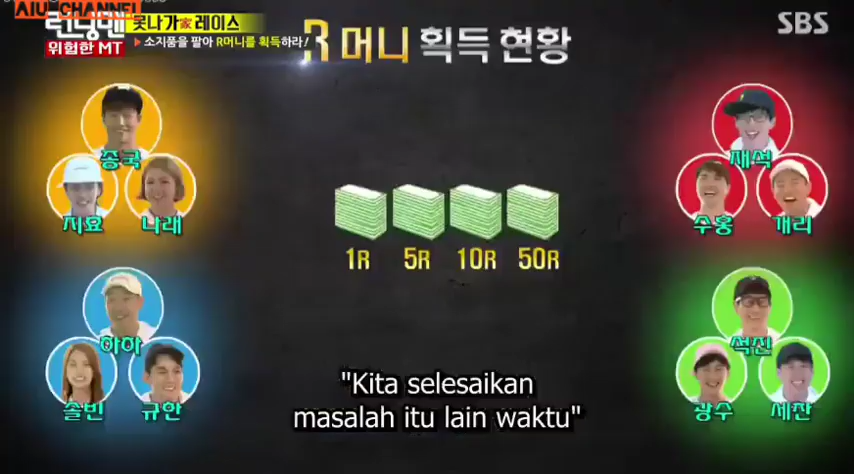 AIU CHANNEL
런닝맨
위험한 MT
못나가家 레이스
▶ 소지품을 팔아 R머니를 획득하라!
R 머니 획득 현황
SBS
종국
지효 나래
재석
수홍 개리
1R 5R 10R 50R
하하
솔빈 규한
석진
광수 세찬
"Kita selesaikan
masalah itu lain waktu"